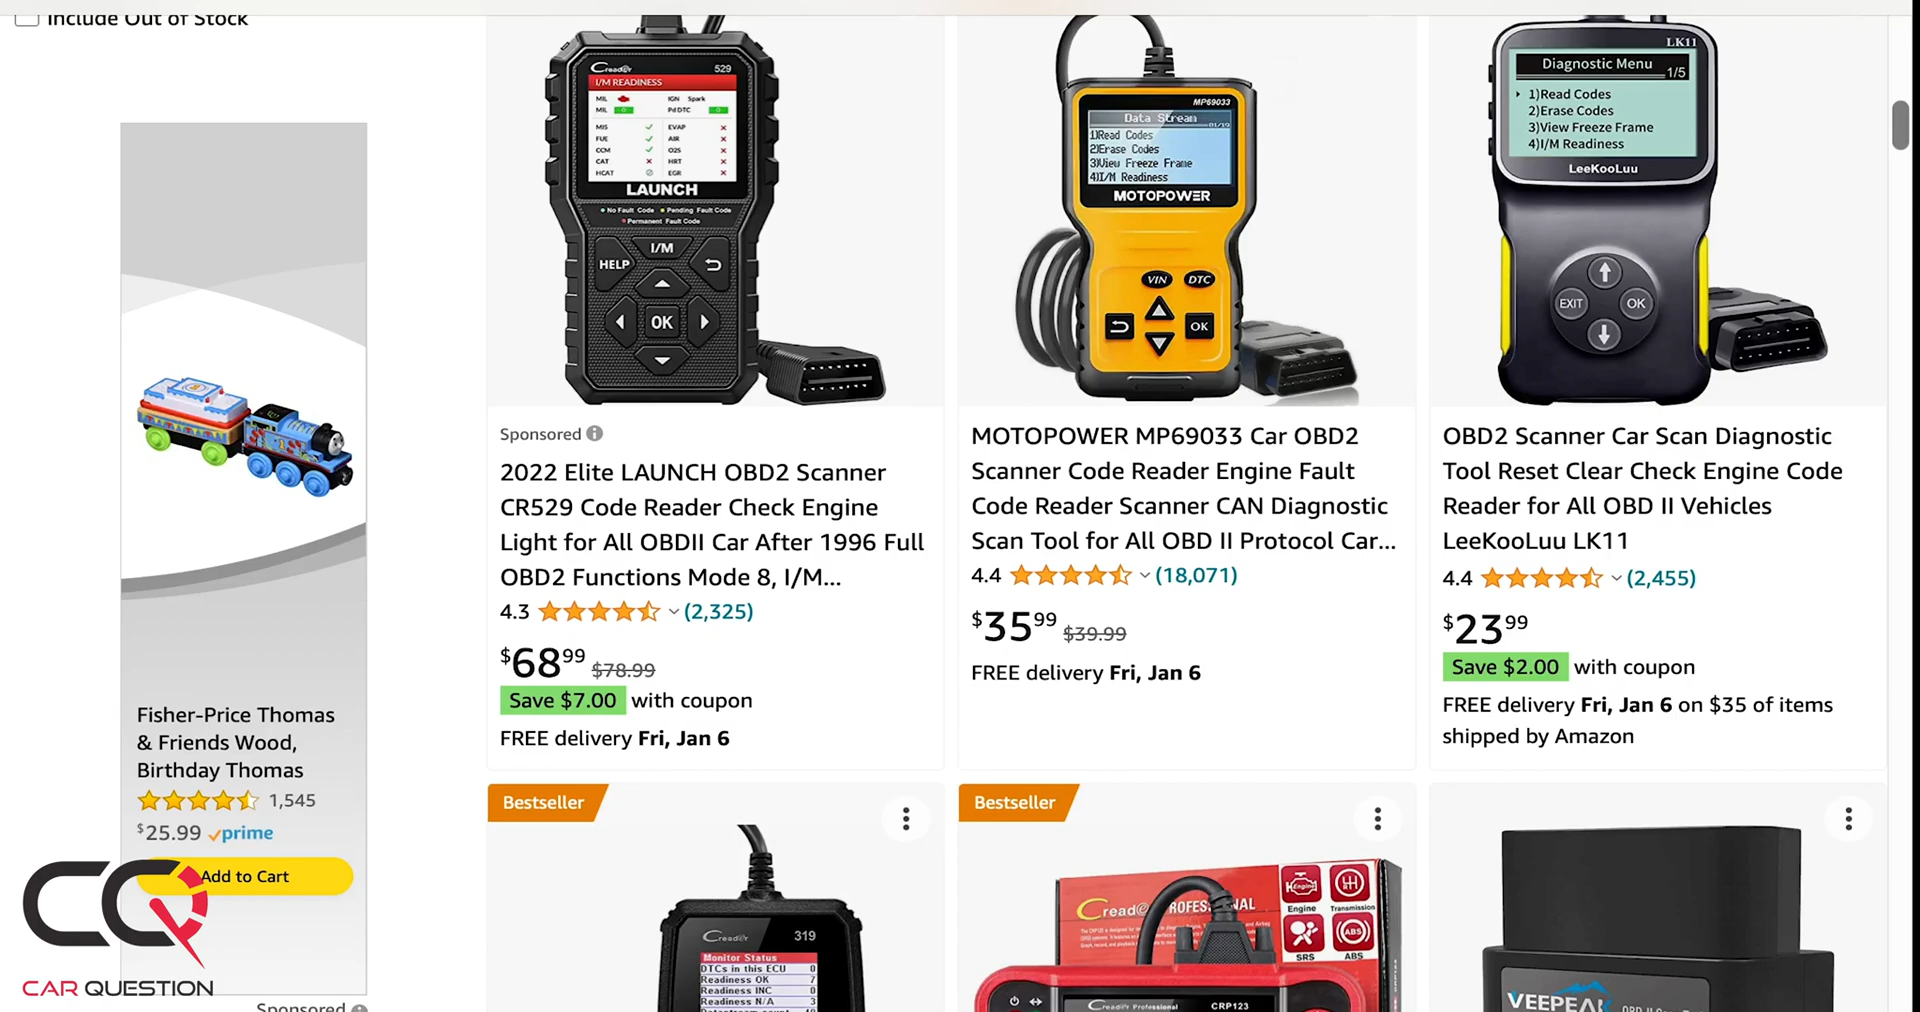 Include Out of Stock
Creader 529
I/M READINESS
MIL IGN Spark
MIL Pd DTC
MIS EVAP
FUE AIR
CCM O2S
CAT HRT
HCAT EGR
LAUNCH
No Fault Code Pending Fault Code
Permanent Fault Code
I/M
HELP
OK
MP69033
Data Stream
01/19
1)Read Codes
2)Erase Codes
3)View Freeze Frame
4)I/M Readiness
MOTOPOWER
VIN DTC
OK
LK11
Diagnostic Menu
1/5
1)Read Codes
2)Erase Codes
3)View Freeze Frame
4)I/M Readiness
LeeKooLuu
EXIT OK
Sponsored
2022 Elite LAUNCH OBD2 Scanner
CR529 Code Reader Check Engine
Light for All OBDII Car After 1996 Full
OBD2 Functions Mode 8, I/M...
4.3 (2,325)
$68.99 $78.99
Save $7.00 with coupon
FREE delivery Fri, Jan 6
MOTOPOWER MP69033 Car OBD2
Scanner Code Reader Engine Fault
Code Reader Scanner CAN Diagnostic
Scan Tool for All OBD II Protocol Car...
4.4 (18,071)
$35.99 $39.99
FREE delivery Fri, Jan 6
OBD2 Scanner Car Scan Diagnostic
Tool Reset Clear Check Engine Code
Reader for All OBD II Vehicles
LeeKooLuu LK11
4.4 (2,455)
$23.99
Save $2.00 with coupon
FREE delivery Fri, Jan 6 on $35 of items
shipped by Amazon
Fisher-Price Thomas
& Friends Wood,
Birthday Thomas
1,545
$25.99 prime
Add to Cart
CQ
CAR QUESTION
Sponsored
Bestseller
Creader 319
Monitor Status
DTCs in this ECU 0
Readiness OK 7
Readiness INC 0
Readiness N/A 3
Bestseller
Creader PROFESSIONAL
Engine Transmission
SRS ABS
ABS
Creader Professional CRP123
VEEPEAK